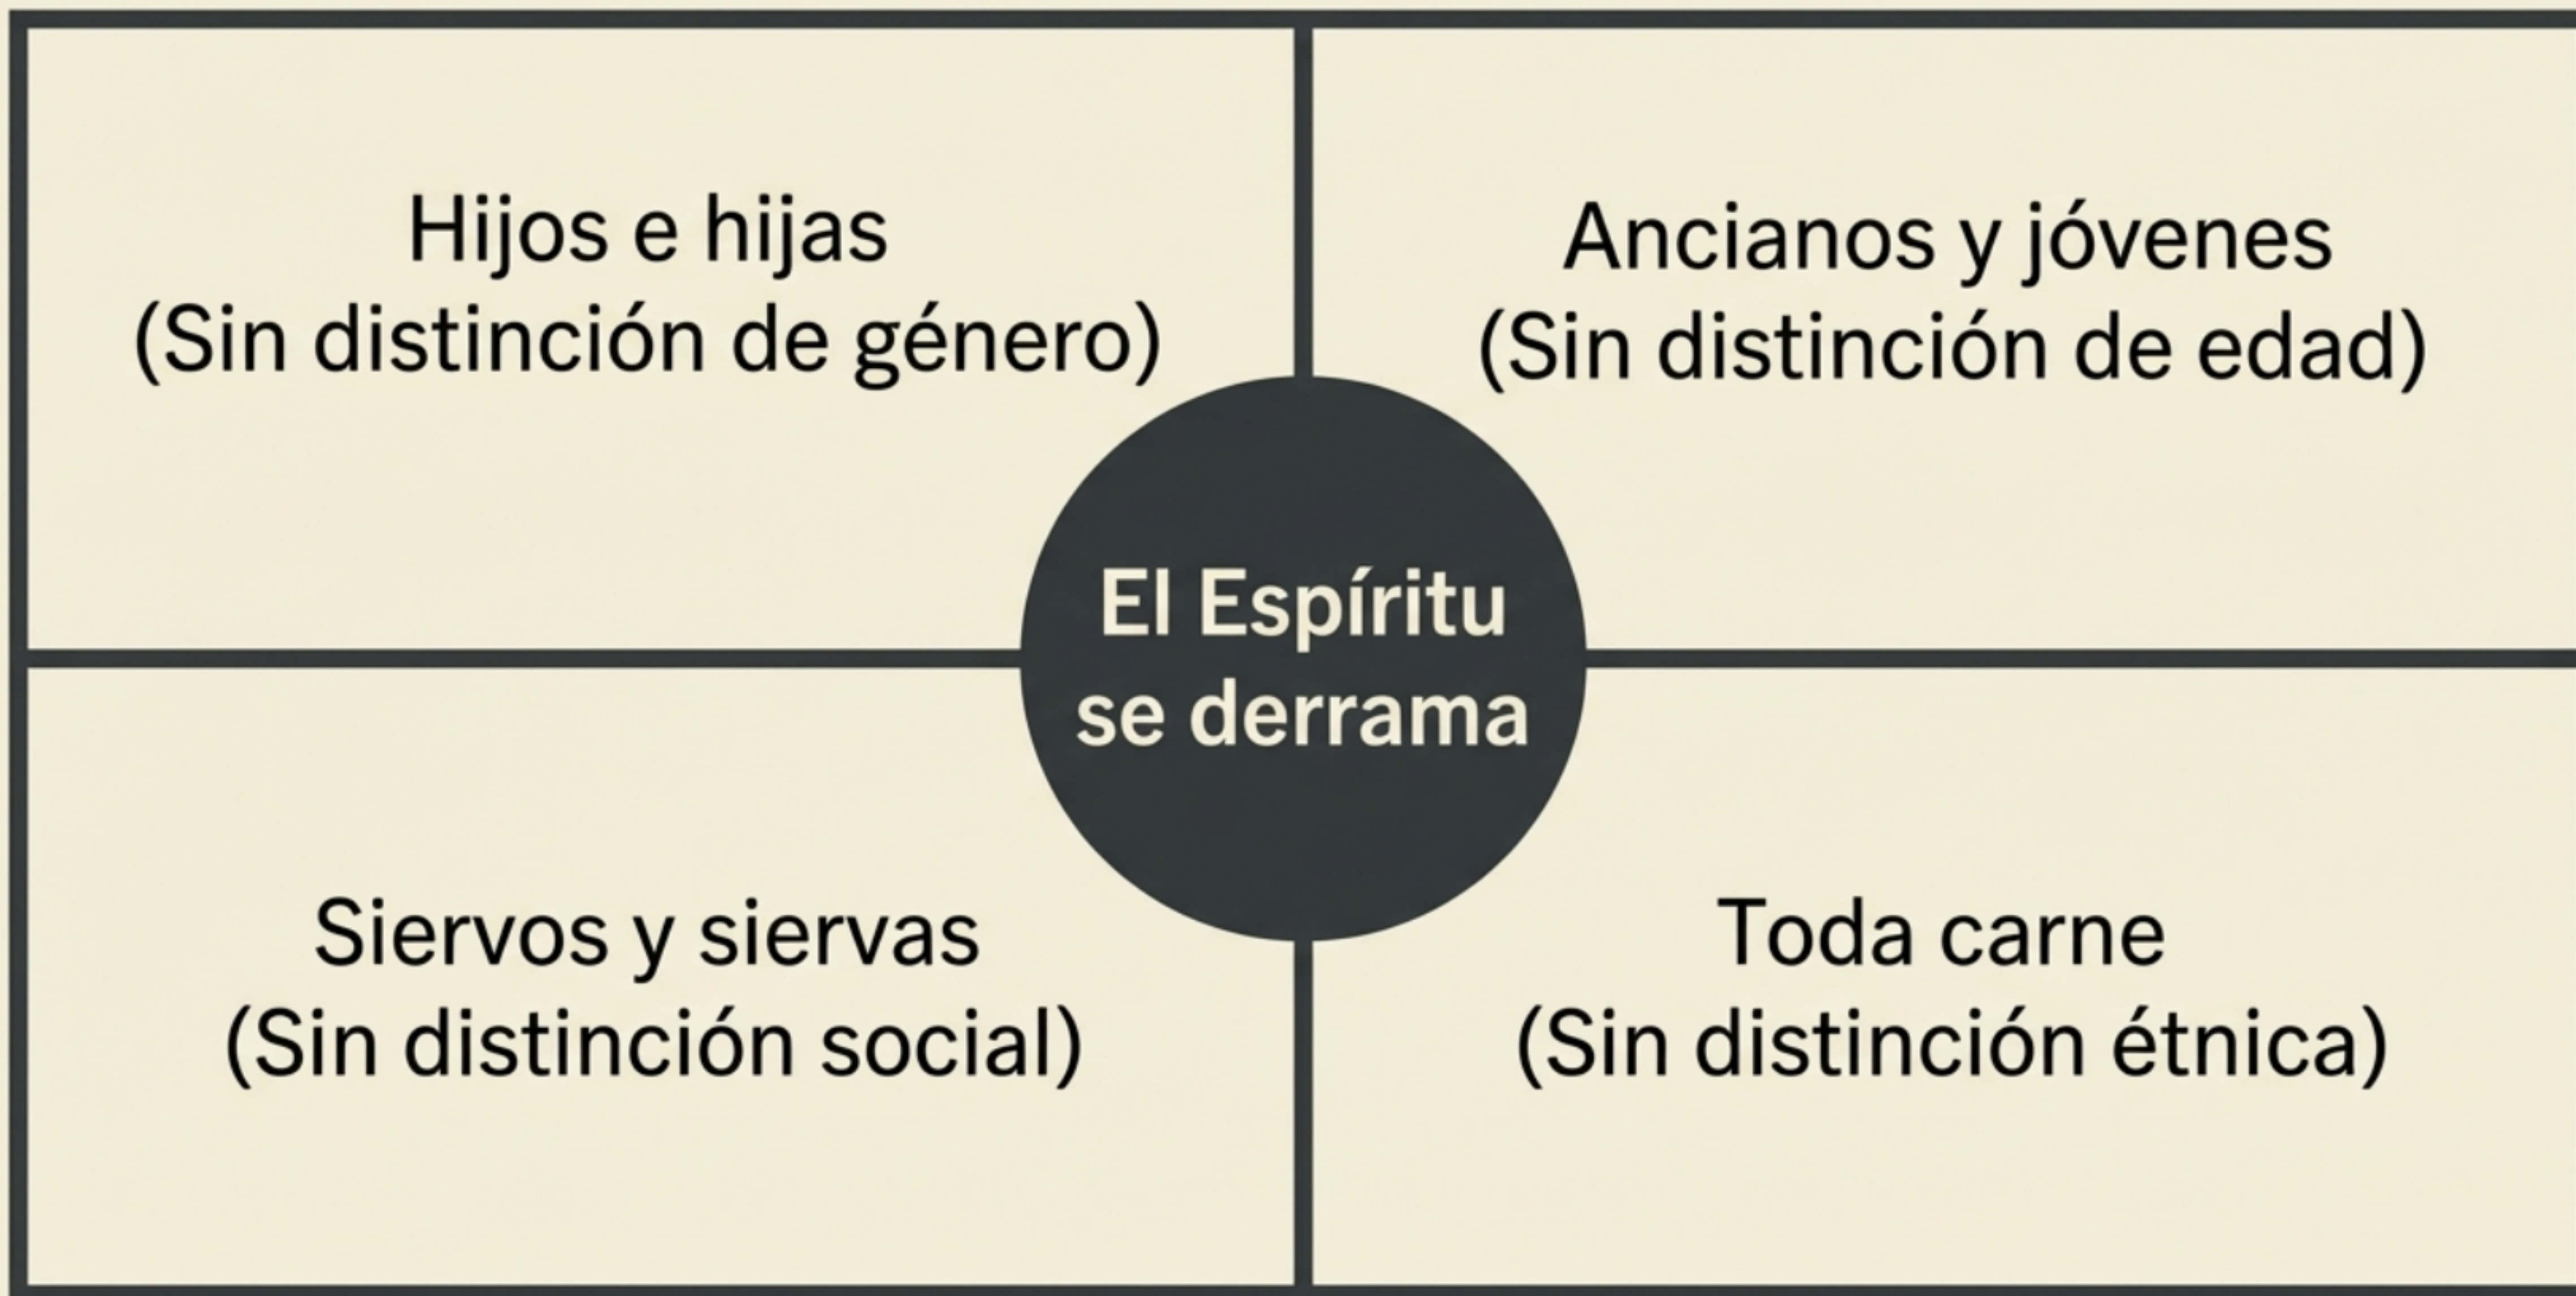 Hijos e hijas
(Sin distinción de género)
Ancianos y jóvenes
(Sin distinción de edad)
El Espíritu
se derrama
Siervos y siervas
(Sin distinción social)
Toda carne
(Sin distinción étnica)